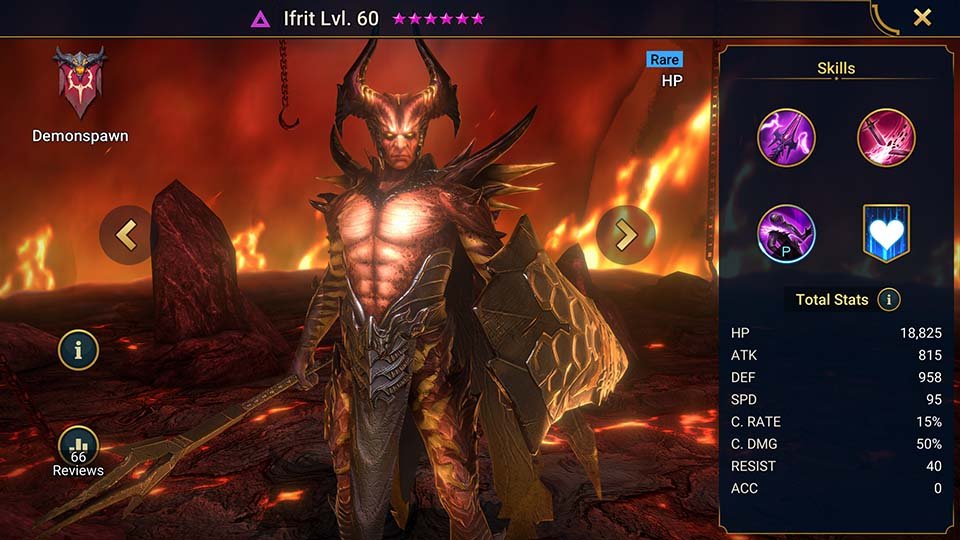 Ifrit Lvl. 60
Demonspawn
Rare
HP
Skills
P
Total Stats i
HP 18,825
ATK 815
DEF 958
SPD 95
C. RATE 15%
C. DMG 50%
RESIST 40
ACC 0
i
66
Reviews